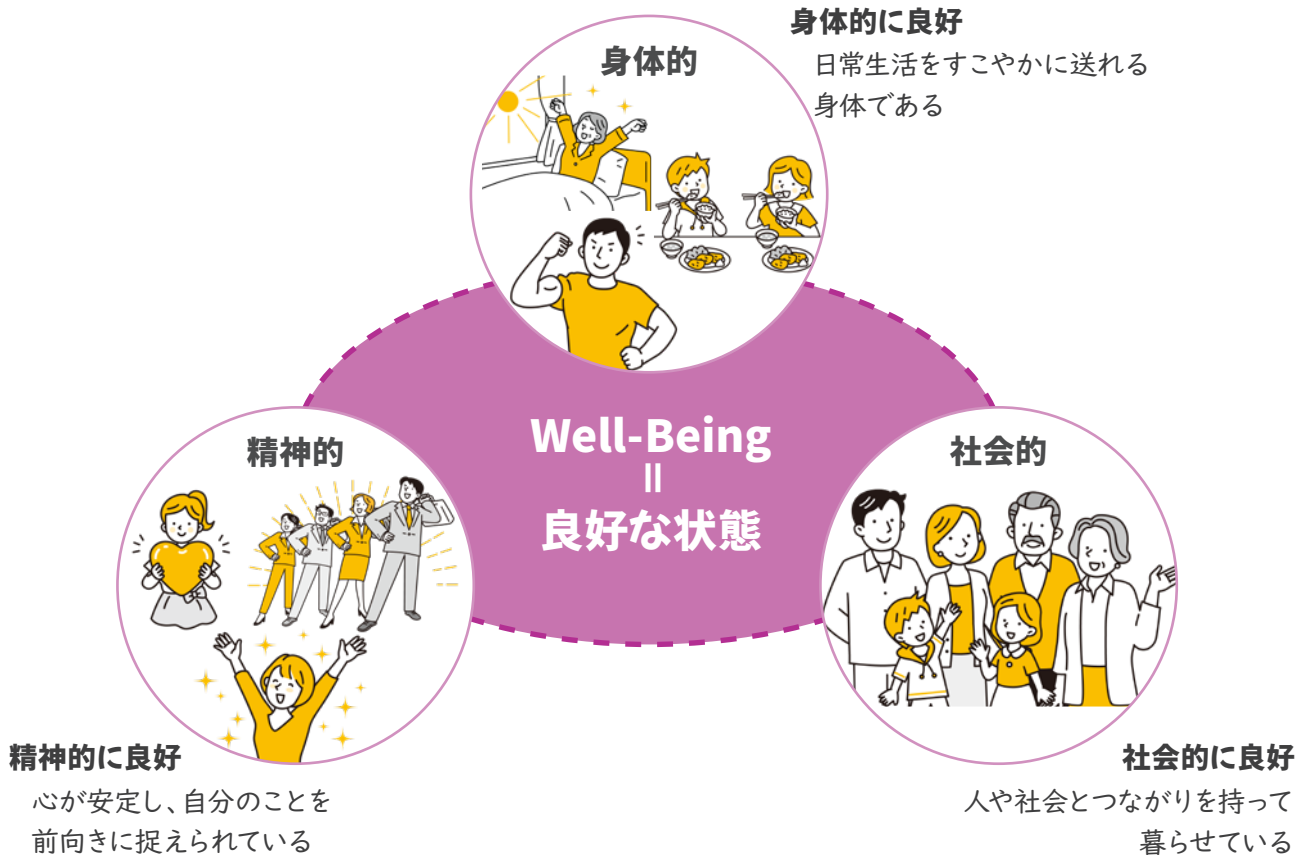 身体的に良好
日常生活をすこやかに送れる
身体である
身体的
Well-Being
=
良好な状態
精神的
社会的
精神的に良好
心が安定し、自分のことを
前向きに捉えられている
社会的に良好
人や社会とつながりを持って
暮らせている